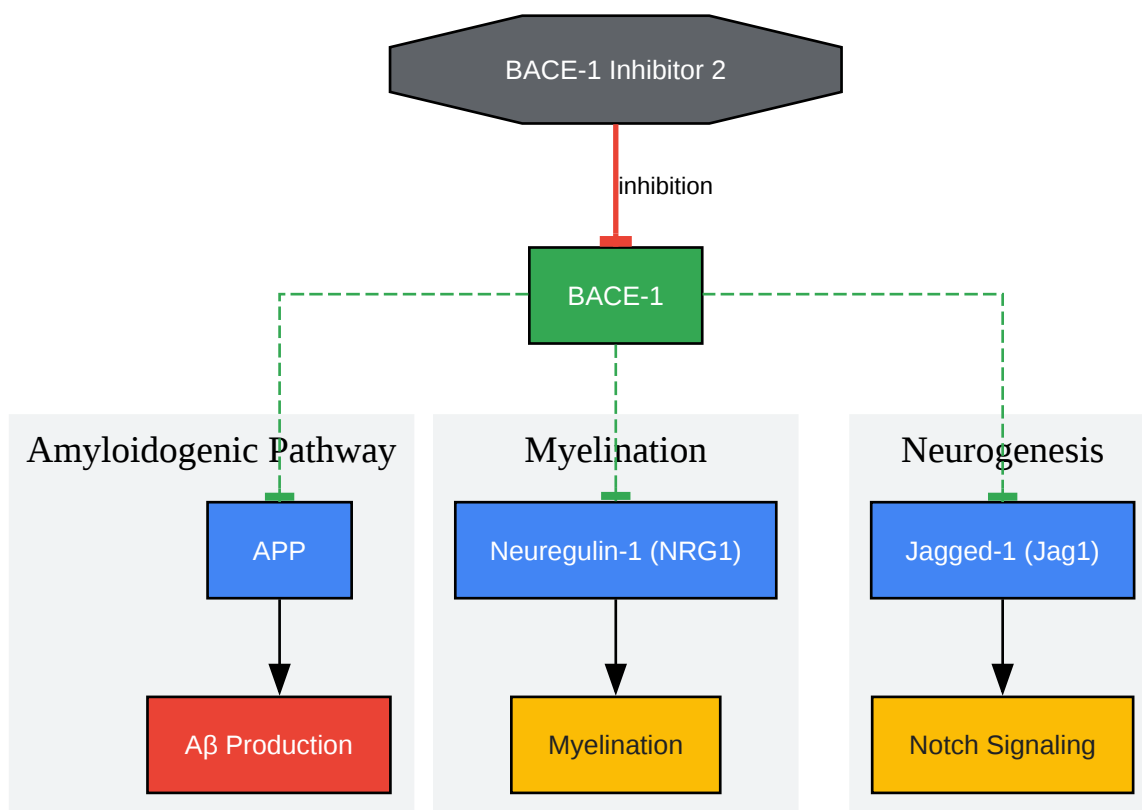 BACE-1 Inhibitor 2
inhibition
BACE-1
Amyloidogenic Pathway
Myelination
Neurogenesis
APP
Neuregulin-1 (NRG1)
Jagged-1 (Jag1)
Aβ Production
Myelination
Notch Signaling